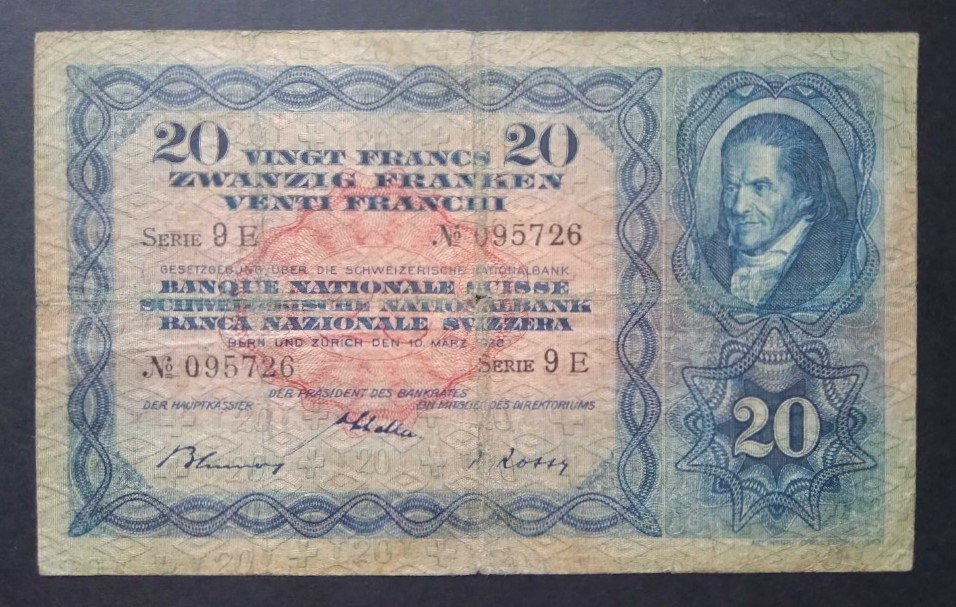 20 VINGT FRANCS 20
ZWANZIG FRANKEN
VENTI FRANCHI
SERIE 9 E № 095726
GESETZGEBUNG ÜBER DIE SCHWEIZERISCHE NATIONALBANK
BANQUE NATIONALE SUISSE
SCHWEIZERISCHE NATIONALBANK
BANCA NAZIONALE SVIZZERA
BERN UND ZÜRICH DEN 10. MÄRZ
№ 095726 SERIE 9 E
DER PRÄSIDENT DES BANKRATES
DER HAUPTKASSIER EIN MITGLIED DES DIREKTORIUMS
Rossy
20